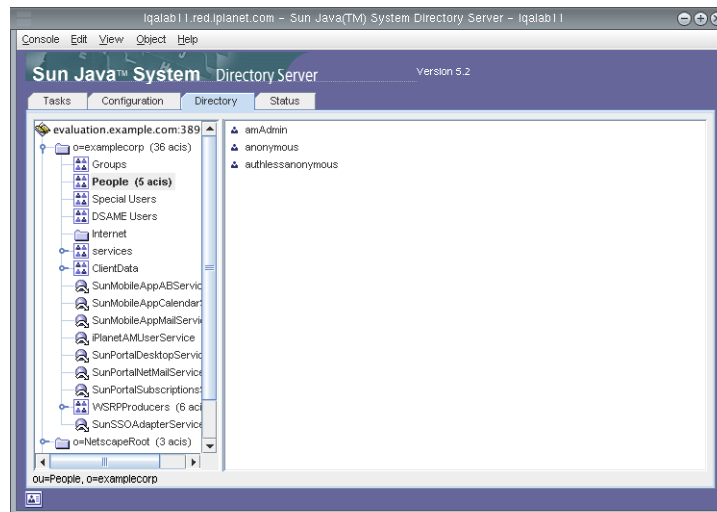 lqalab11.red.iplanet.com - Sun Java(TM) System Directory Server - lqalab11
Console Edit View Object Help
Sun Java™ System Directory Server Version 5.2
Tasks Configuration Directory Status
evaluation.example.com:389
o=examplecorp (36 acis)
Groups
People (5 acis)
Special Users
DSAME Users
Internet
services
ClientData
SunMobileAppABServic
SunMobileAppCalendarS
SunMobileAppMailServi
iPlanetAMUserService
SunPortalDesktopServic
SunPortalNetMailService
SunPortalSubscriptionsS
WSRPProducers (6 aci
SunSSOAdapterService
o=NetscapeRoot (3 acis)
amAdmin
anonymous
authlessanonymous
ou=People, o=examplecorp